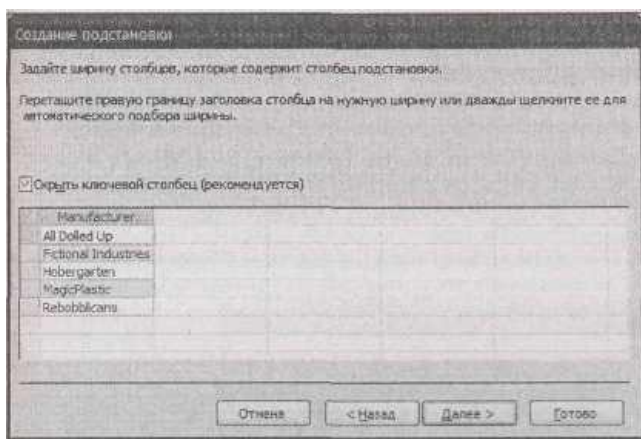 Создание подстановки
Задайте ширину столбцов, которые содержит столбец подстановки.
Перетащите правую границу заголовка столбца на нужную ширину или дважды щелкните ее для
автоматического подбора ширины.
Скрыть ключевой столбец (рекомендуется)
Manufacturer
All Dolled Up
Fictional Industries
Hobergarten
MagicPlastic
Rebobblicans
Отмена < Назад Далее > Готово